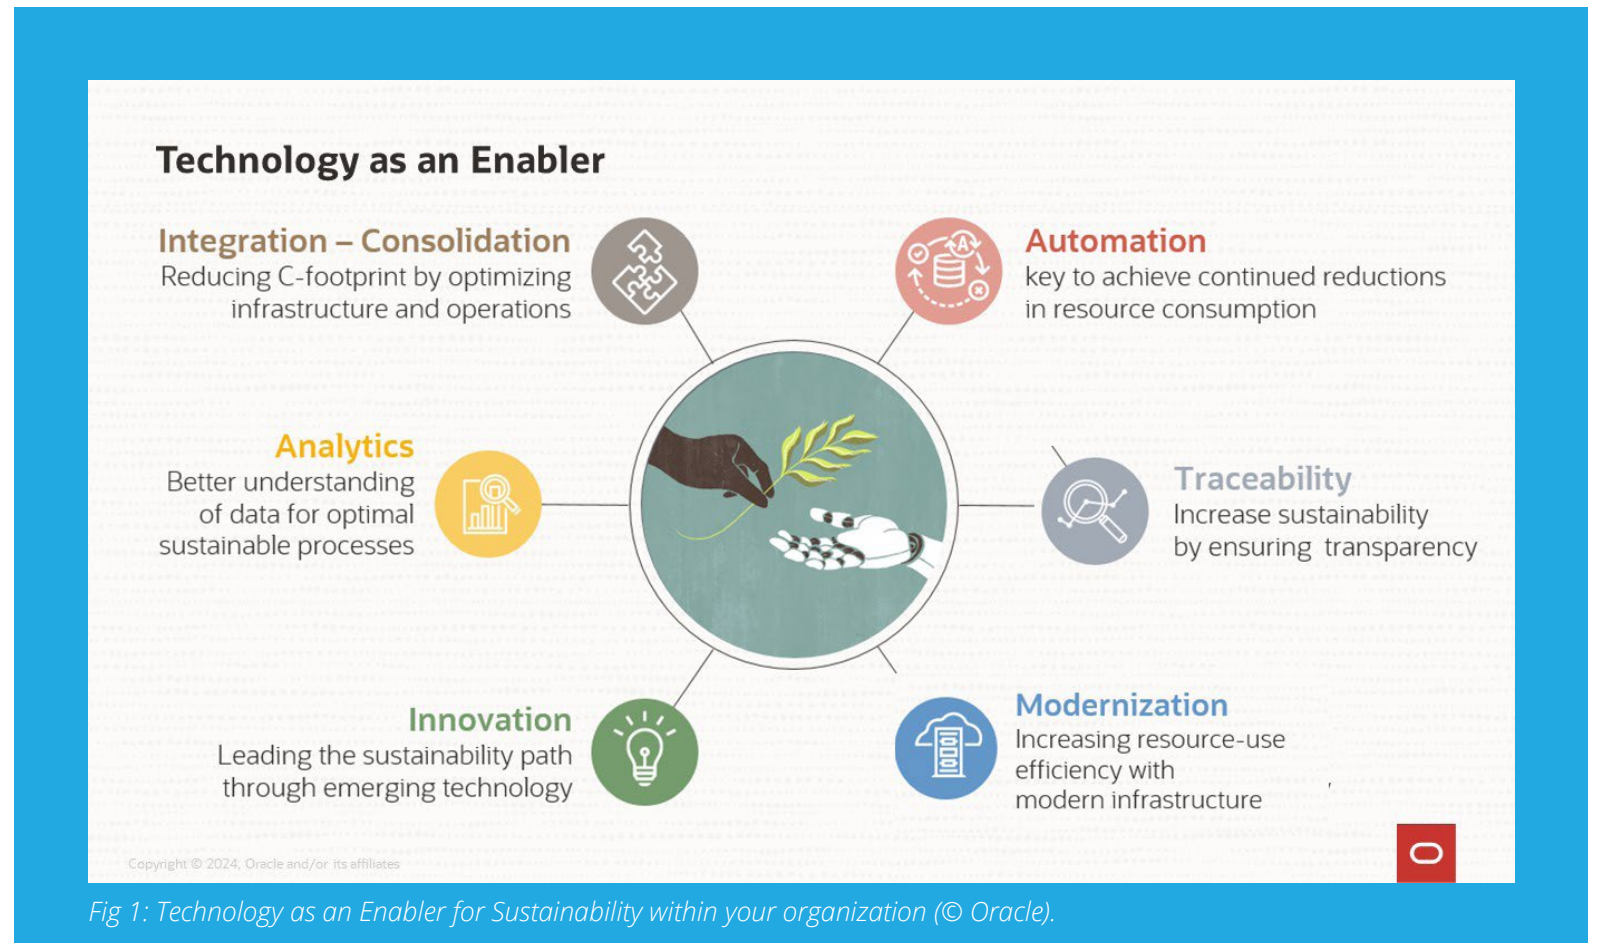 Technology as an Enabler
Integration – Consolidation
Reducing C-footprint by optimizing
infrastructure and operations
Automation
key to achieve continued reductions
in resource consumption
Analytics
Better understanding
of data for optimal
sustainable processes
Traceability
Increase sustainability
by ensuring transparency
Innovation
Leading the sustainability path
through emerging technology
Modernization
Increasing resource-use
efficiency with
modern infrastructure
Copyright © 2024, Oracle and/or its affiliates
Fig 1: Technology as an Enabler for Sustainability within your organization (© Oracle).